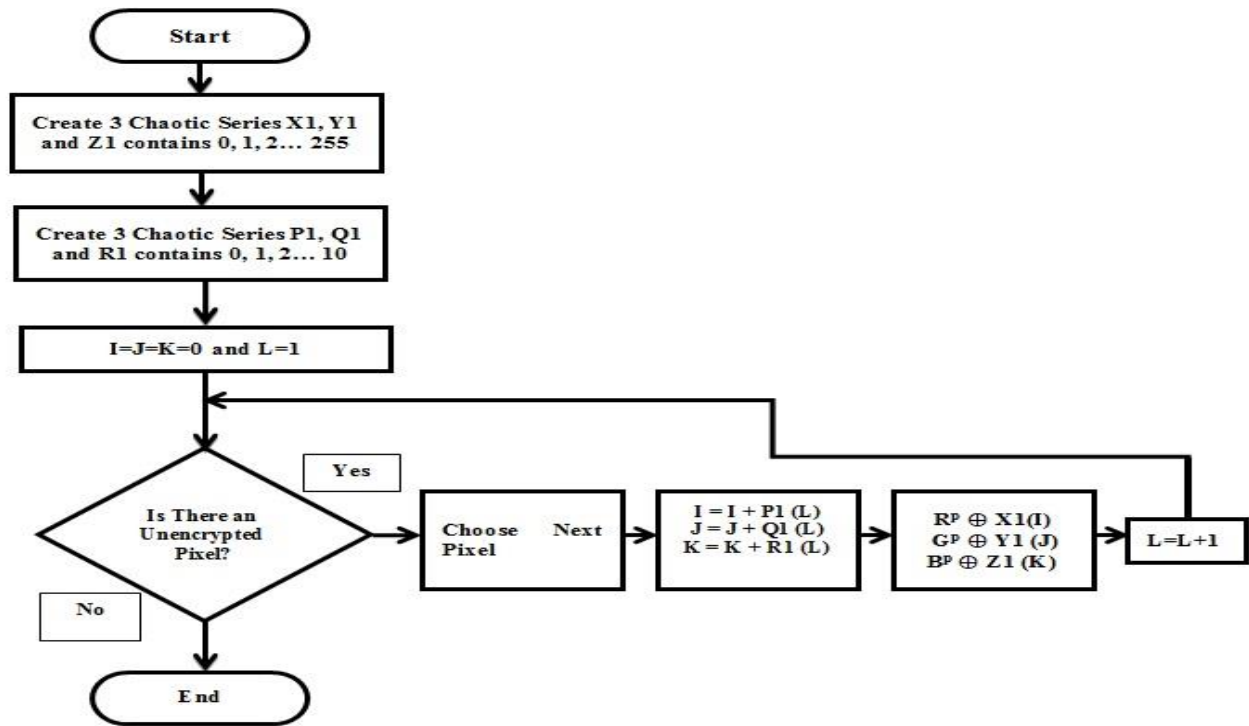 Start
Create 3 Chaotic Series X1, Y1
and Z1 contains 0, 1, 2... 255
Create 3 Chaotic Series P1, Q1
and R1 contains 0, 1, 2... 10
I=J=K=0 and L=1
Is There an
Unencrypted
Pixel?
Yes
No
Choose Next
Pixel
I = I + P1 (L)
J = J + Q1 (L)
K = K + R1 (L)
Rᵖ ⊕ X1(I)
Gᵖ ⊕ Y1 (J)
Bᵖ ⊕ Z1 (K)
L=L+1
End